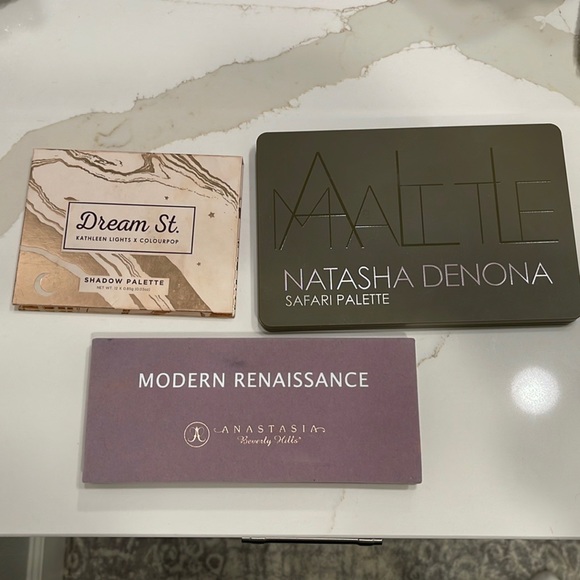 Dream St.
KATHLEEN LIGHTS X COLOURPOP
SHADOW PALETTE
NATASHA DENONA
SAFARI PALETTE
MODERN RENAISSANCE
ANASTASIA
Beverly Hills®